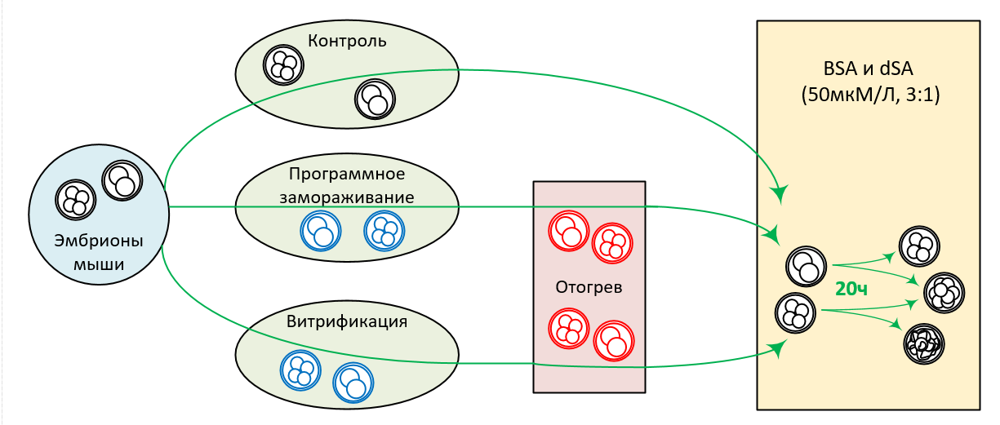 Контроль
BSA и dSA
(50мкМ/Л, 3:1)
Программное
замораживание
Эмбрионы
мыши
Отогрев
20ч
Витрификация